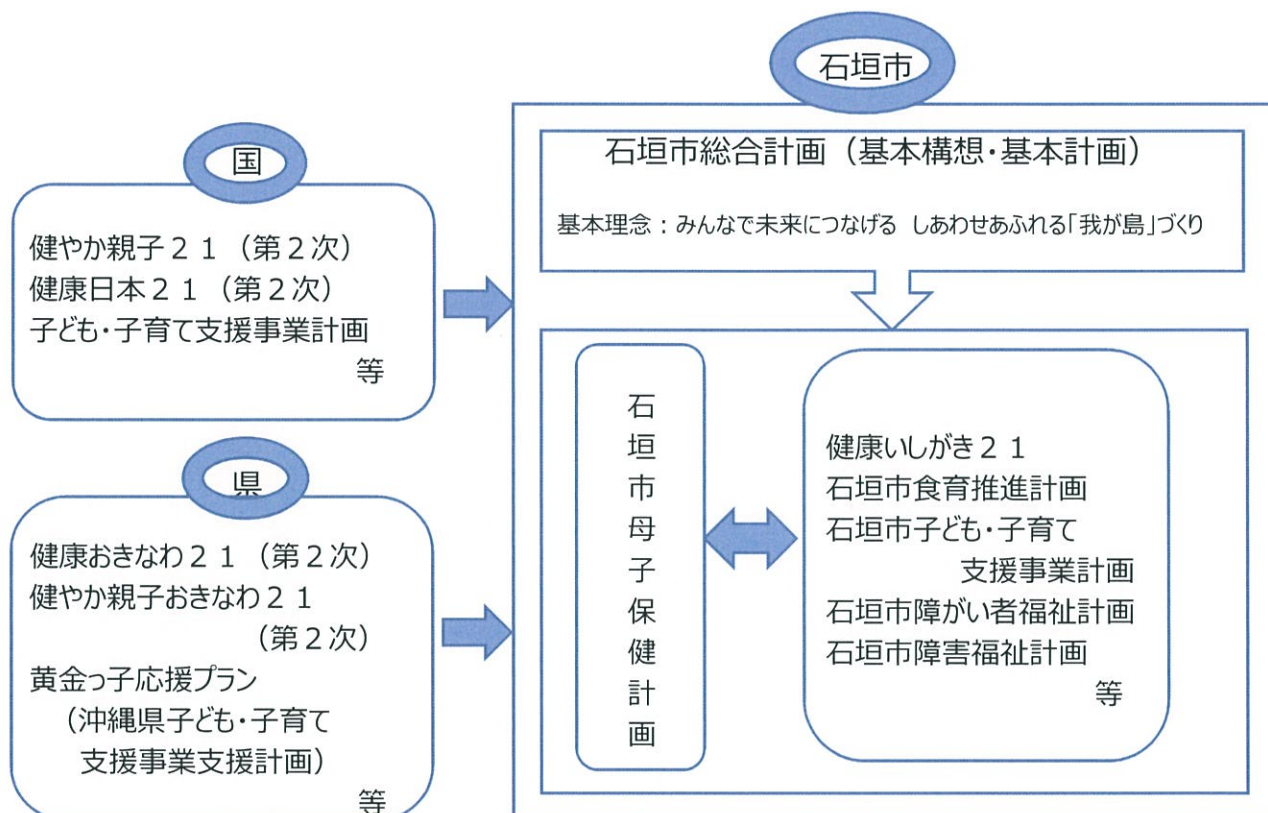 石垣市
石垣市総合計画（基本構想・基本計画）
基本理念：みんなで未来につなげる　しあわせあふれる「我が島」づくり
国
健やか親子２１（第２次）
健康日本２１（第２次）
子ども・子育て支援事業計画
等
県
健康おきなわ２１（第２次）
健やか親子おきなわ２１
（第２次）
黄金っ子応援プラン
（沖縄県子ども・子育て
支援事業支援計画）
等
石垣市母子保健計画
健康いしがき２１
石垣市食育推進計画
石垣市子ども・子育て
支援事業計画
石垣市障がい者福祉計画
石垣市障害福祉計画
等